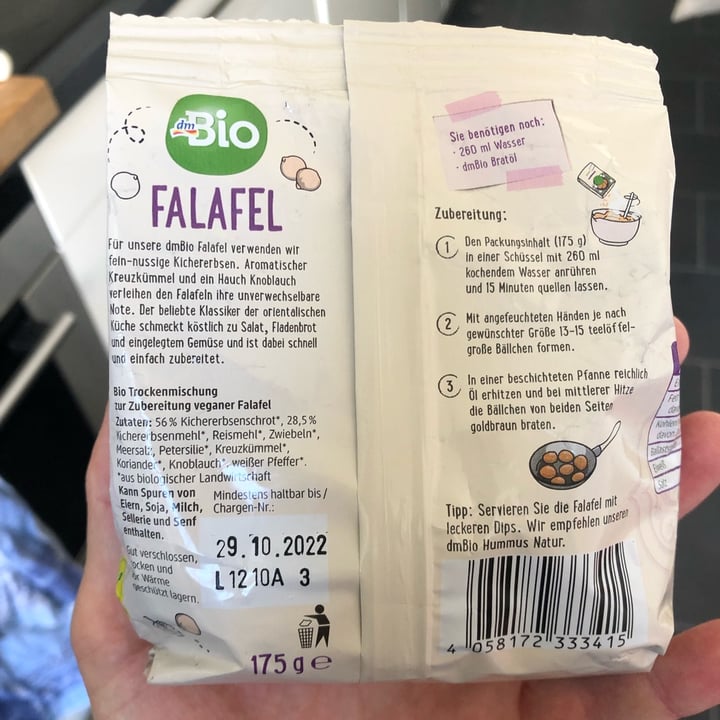 dm
Bio
FALAFEL
Für unsere dmBio Falafel verwenden wir
fein-nussige Kichererbsen. Aromatischer
Kreuzkümmel und ein Hauch Knoblauch
verleihen den Falafeln ihre unverwechselbare
Note. Der beliebte Klassiker der orientalischen
Küche schmeckt köstlich zu Salat, Fladenbrot
und eingelegtem Gemüse und ist dabei schnell
und einfach zubereitet.
Bio Trockenmischung
zur Zubereitung veganer Falafel
Zutaten: 56 % Kichererbsenschrot*, 28,5 %
Kichererbsenmehl*, Reismehl*, Zwiebeln*,
Meersalz, Petersilie*, Kreuzkümmel*,
Koriander*, Knoblauch*, weißer Pfeffer*.
*aus biologischer Landwirtschaft
Kann Spuren von
Eiern, Soja, Milch,
Sellerie und Senf
enthalten.
Mindestens haltbar bis /
Chargen-Nr.:
29.10.2022
L 12 10A 3
Gut verschlossen,
trocken und
vor Wärme
geschützt lagern.
175 g e
Sie benötigen noch:
· 260 ml Wasser
· dmBio Bratöl
Zubereitung:
1 Den Packungsinhalt (175 g)
in einer Schüssel mit 260 ml
kochendem Wasser anrühren
und 15 Minuten quellen lassen.
2 Mit angefeuchteten Händen je nach
gewünschter Größe 13-15 teelöffel-
große Bällchen formen.
3 In einer beschichteten Pfanne reichlich
Öl erhitzen und bei mittlerer Hitze
die Bällchen von beiden Seiten
goldbraun braten.
Tipp: Servieren Sie die Falafel mit
leckeren Dips. Wir empfehlen unseren
dmBio Hummus Natur.
4 058172 333415
Salz